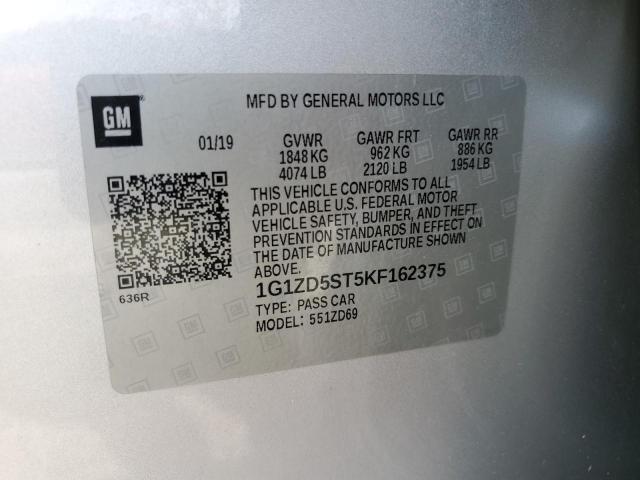 GM
MFD BY GENERAL MOTORS LLC
01/19
GVWR
1848 KG
4074 LB
GAWR FRT
962 KG
2120 LB
GAWR RR
886 KG
1954 LB
THIS VEHICLE CONFORMS TO ALL
APPLICABLE U.S. FEDERAL MOTOR
VEHICLE SAFETY, BUMPER, AND THEFT
PREVENTION STANDARDS IN EFFECT ON
THE DATE OF MANUFACTURE SHOWN
ABOVE.
1G1ZD5ST5KF162375
TYPE: PASS CAR
MODEL: 551ZD69
636R